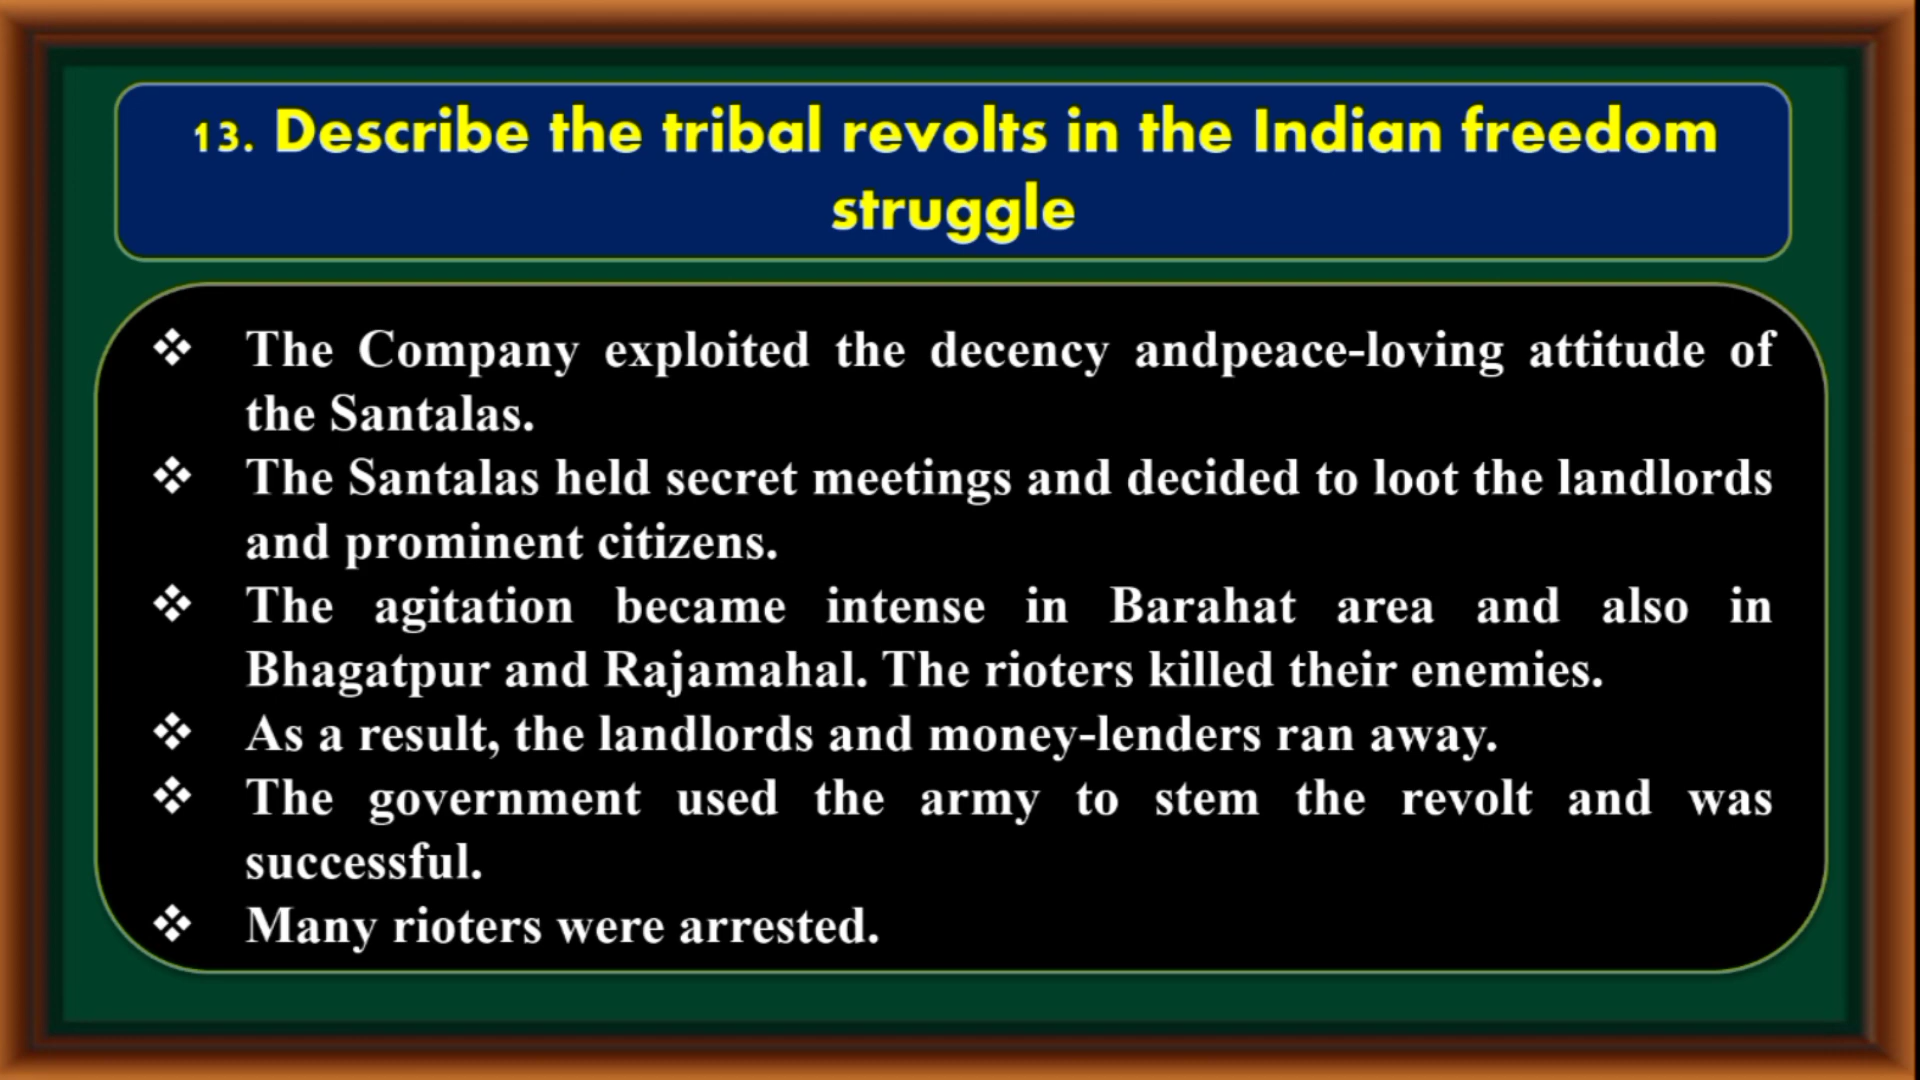 13. Describe the tribal revolts in the Indian freedom
struggle
❖ The Company exploited the decency andpeace-loving attitude of
the Santalas.
❖ The Santalas held secret meetings and decided to loot the landlords
and prominent citizens.
❖ The agitation became intense in Barahat area and also in
Bhagatpur and Rajamahal. The rioters killed their enemies.
❖ As a result, the landlords and money-lenders ran away.
❖ The government used the army to stem the revolt and was
successful.
❖ Many rioters were arrested.